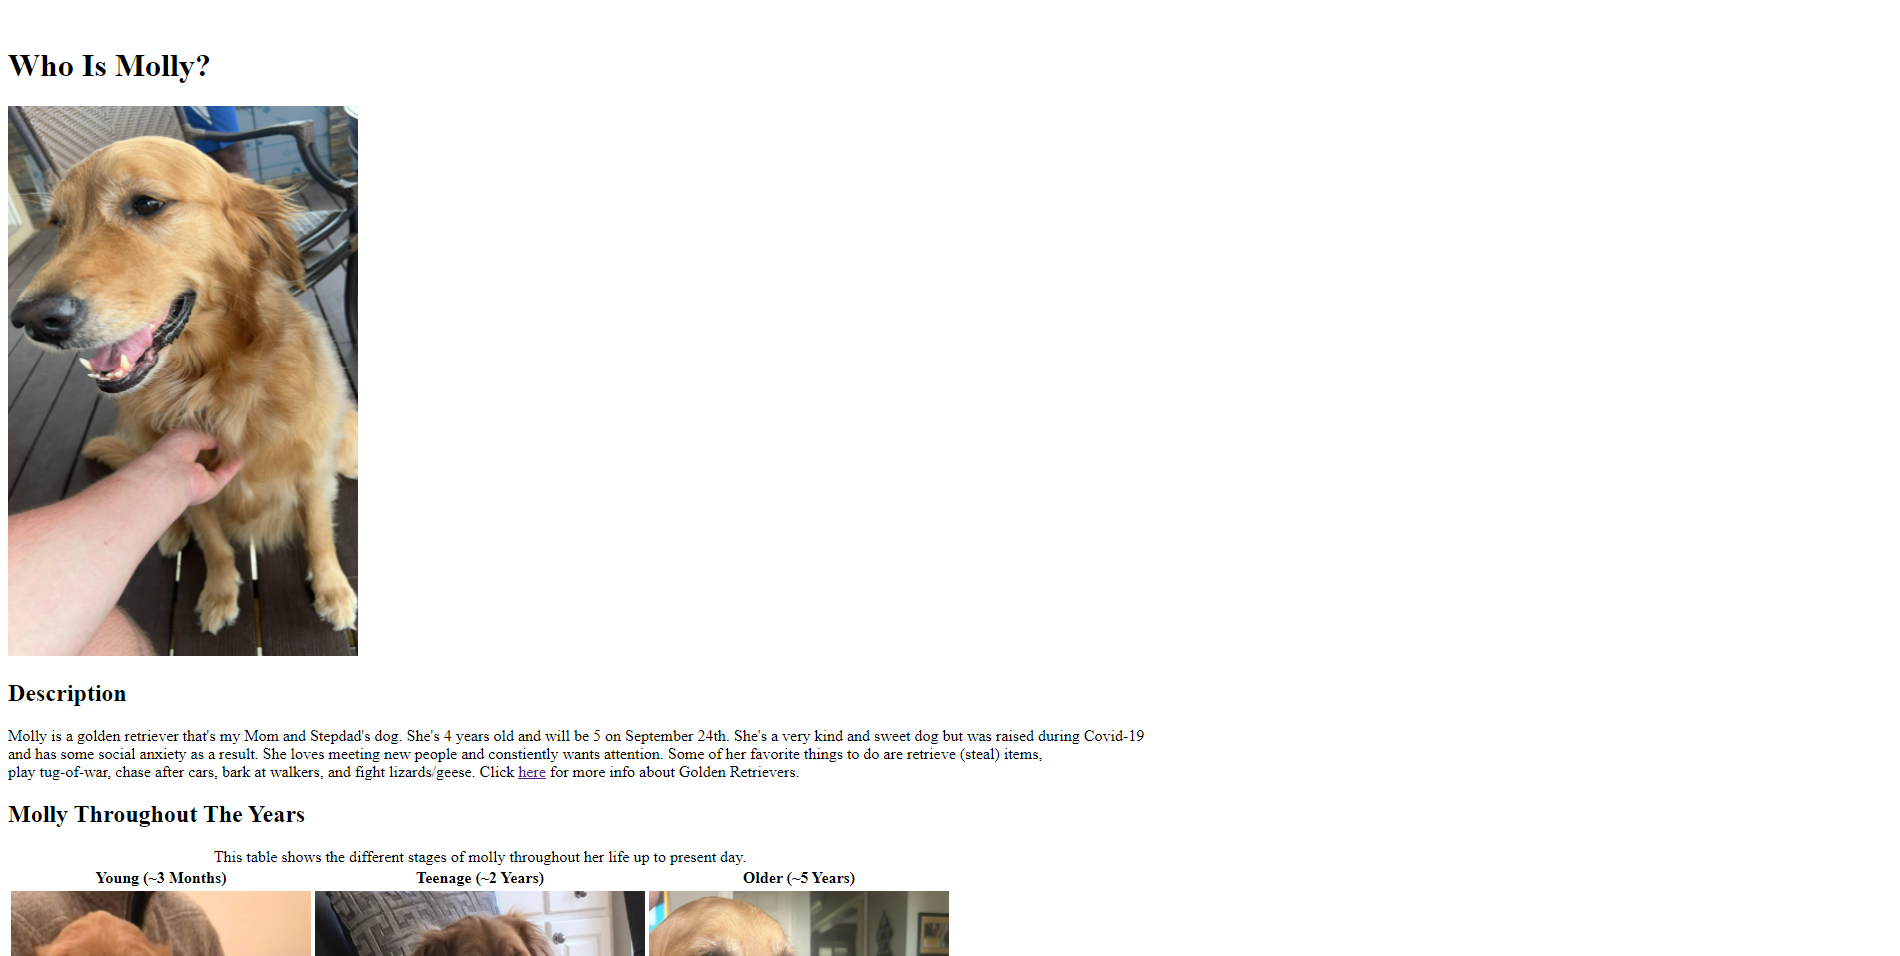 Who Is Molly?
Description
Molly is a golden retriever that's my Mom and Stepdad's dog. She's 4 years old and will be 5 on September 24th. She's a very kind and sweet dog but was raised during Covid-19
and has some social anxiety as a result. She loves meeting new people and constiently wants attention. Some of her favorite things to do are retrieve (steal) items,
play tug-of-war, chase after cars, bark at walkers, and fight lizards/geese. Click here for more info about Golden Retrievers.
Molly Throughout The Years
This table shows the different stages of molly throughout her life up to present day.
Young (~3 Months) Teenage (~2 Years) Older (~5 Years)